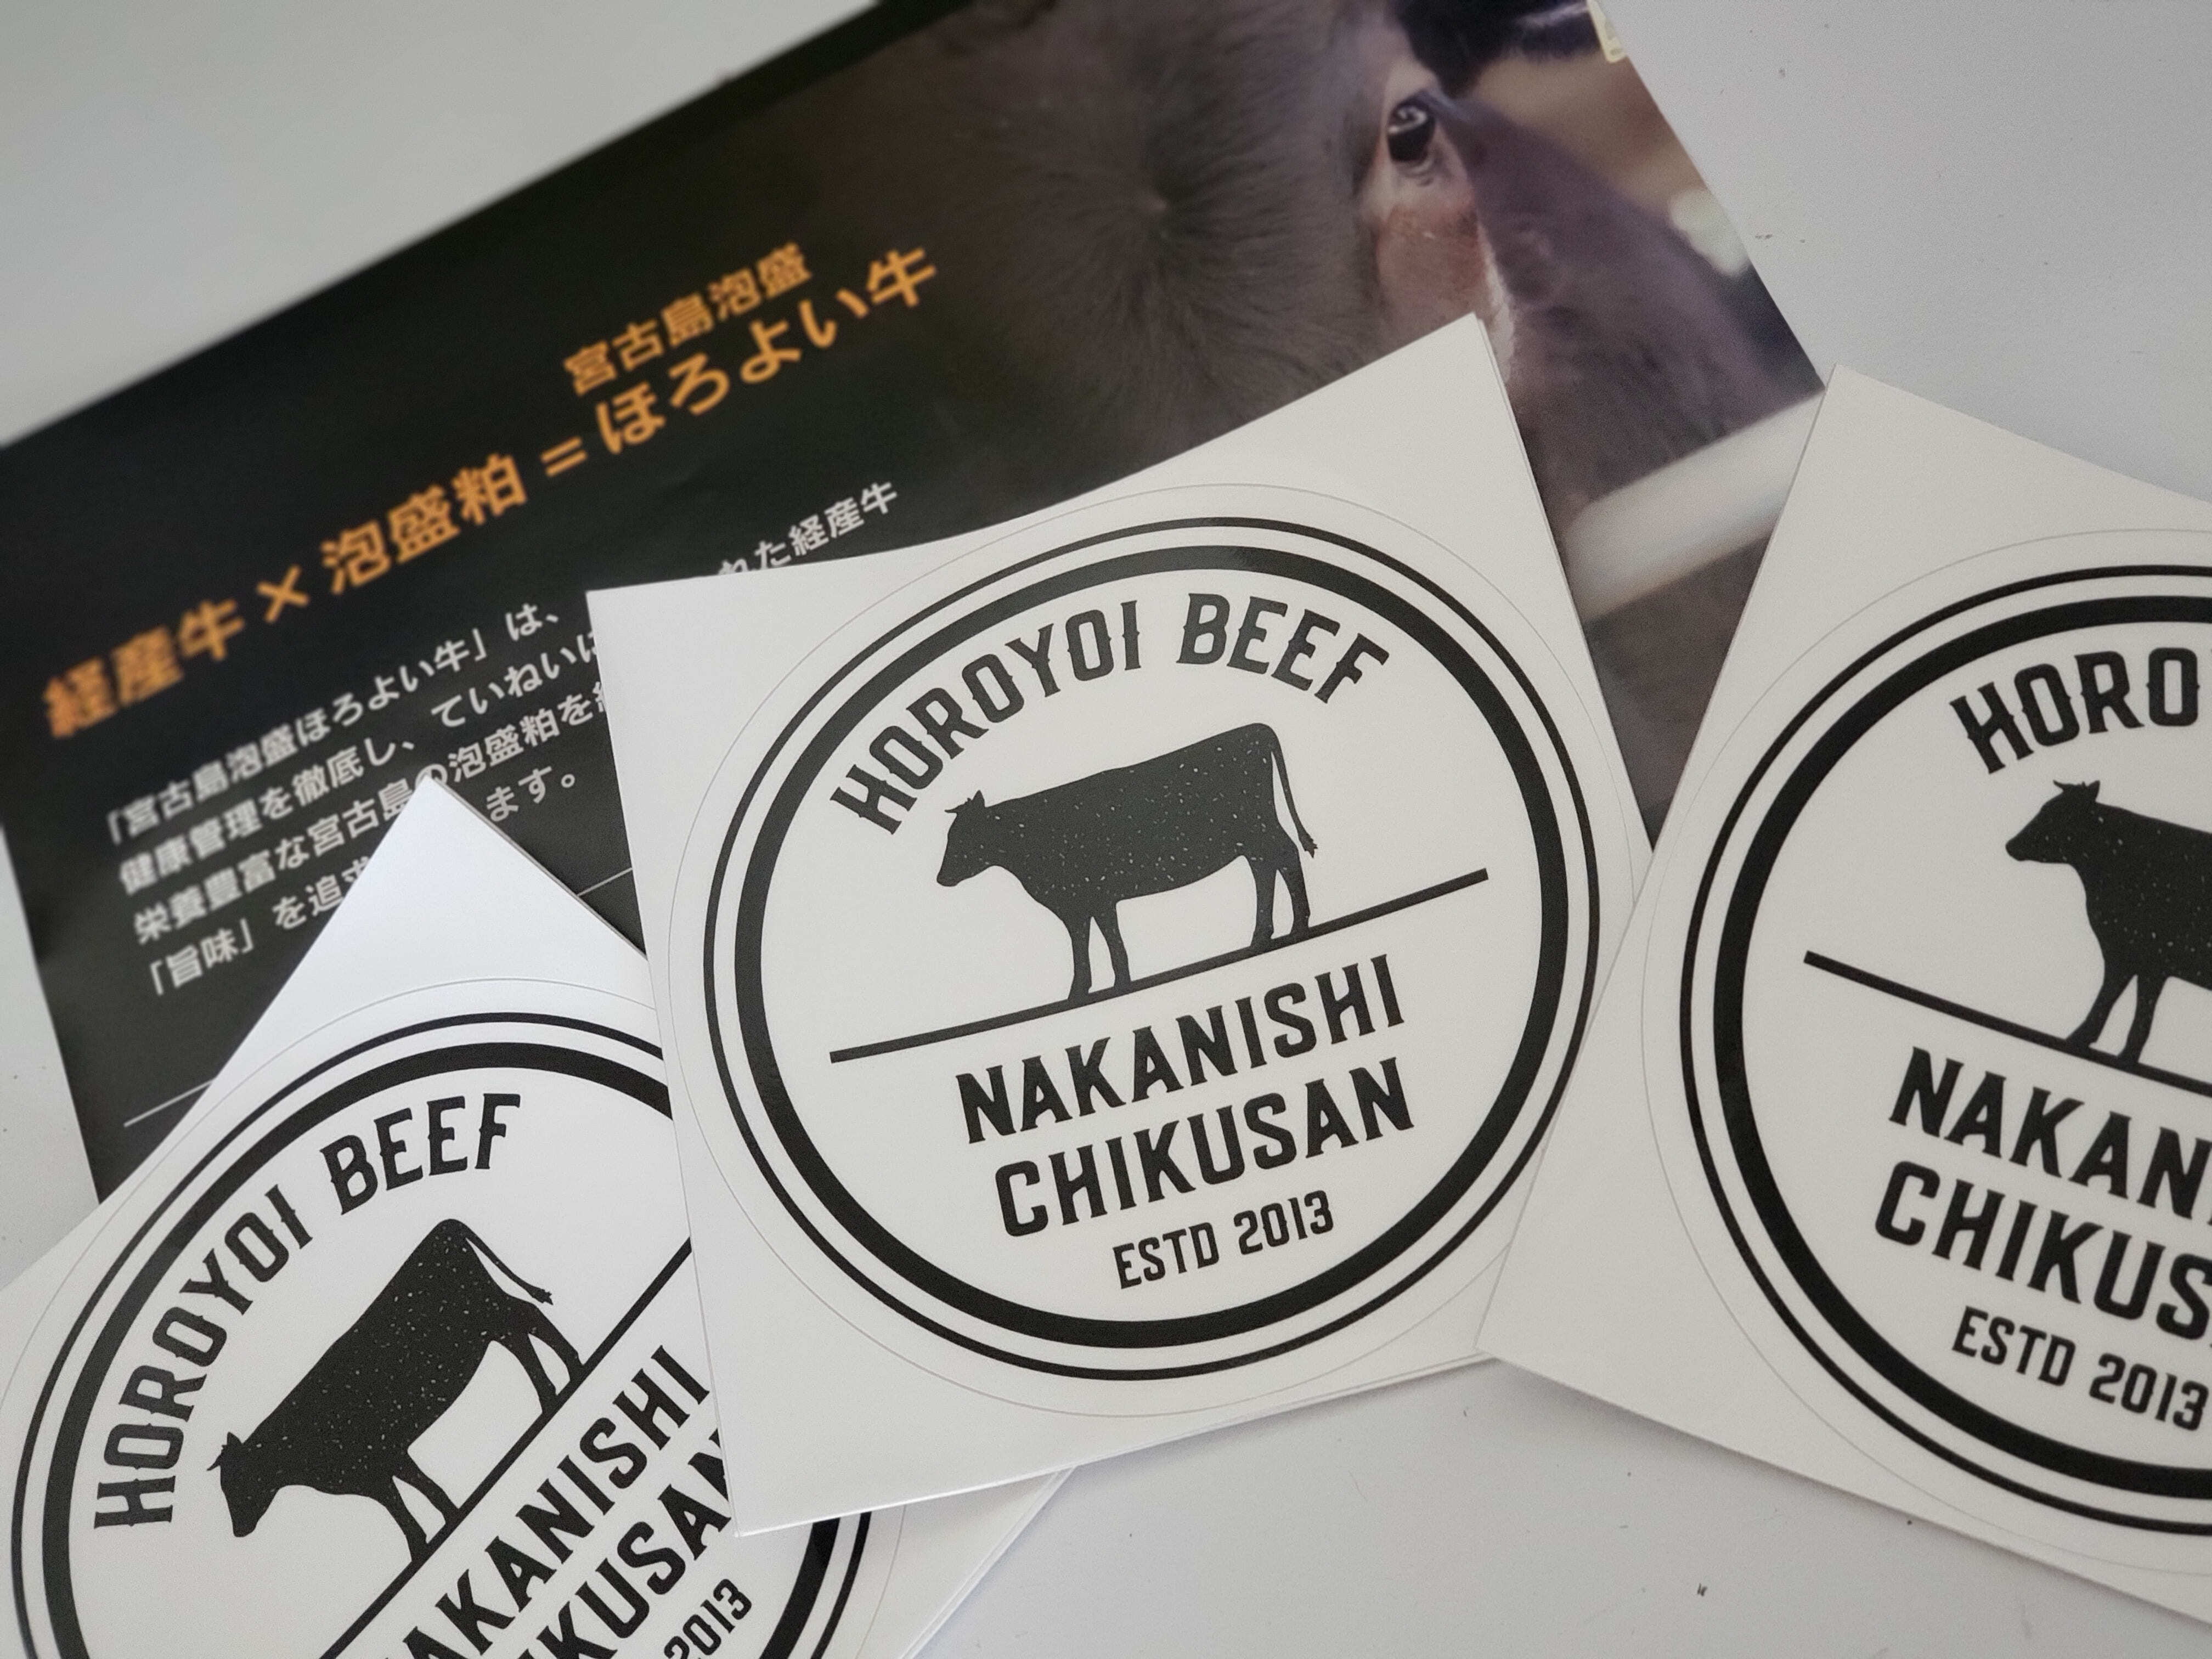 宮古島泡盛
経産牛 × 泡盛粕 = ほろよい牛
「宮古島泡盛ほろよい牛」は、
れた経産牛
健康管理を徹底し、ていねいに
栄養豊富な宮古島の泡盛粕を
「旨味」を追求
ます。
HOROYOI BEEF
NAKANISHI
CHIKUSAN
ESTD 2013
HOROYOI BEEF
NAKANISHI
CHIKUSAN
2013
HORO
NAKANI
CHIKUS
ESTD 2013